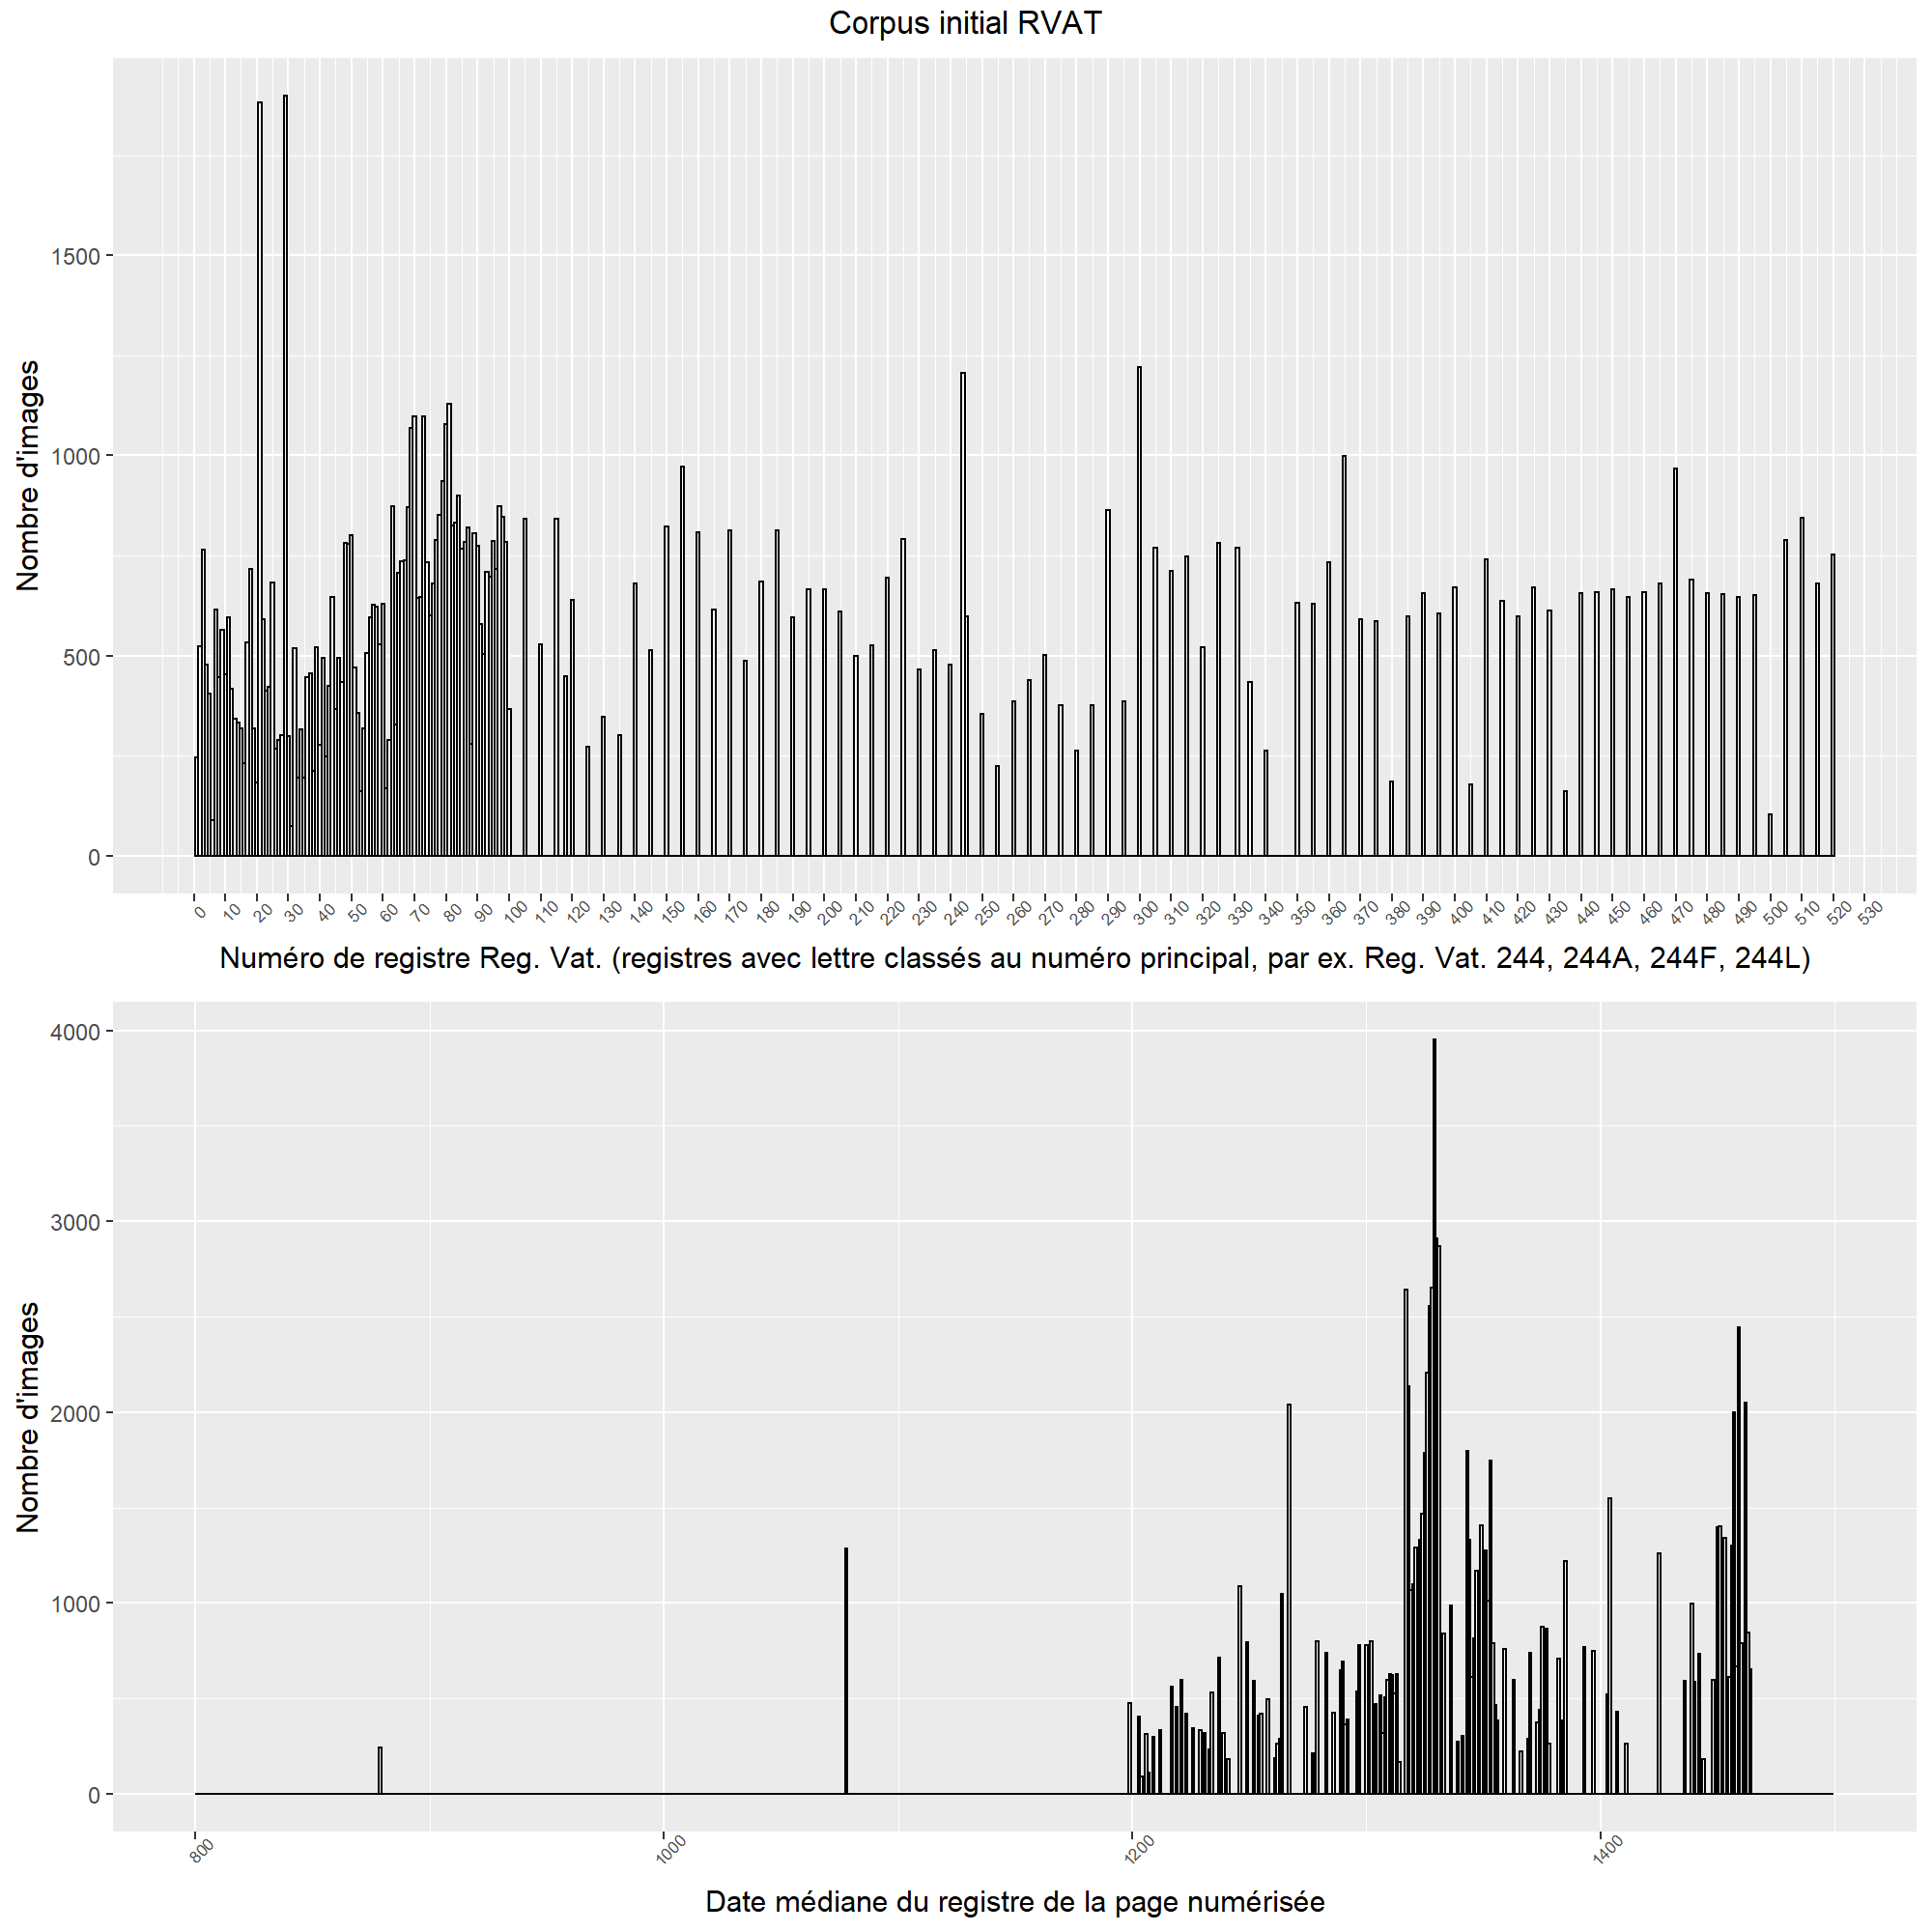 Corpus initial RVAT
Nombre d'images
1500
1000
500
0
0 10 20 30 40 50 60 70 80 90 100 110 120 130 140 150 160 170 180 190 200 210 220 230 240 250 260 270 280 290 300 310 320 330 340 350 360 370 380 390 400 410 420 430 440 450 460 470 480 490 500 510 520 530
Numéro de registre Reg. Vat. (registres avec lettre classés au numéro principal, par ex. Reg. Vat. 244, 244A, 244F, 244L)
Nombre d'images
4000
3000
2000
1000
0
800 1000 1200 1400
Date médiane du registre de la page numérisée